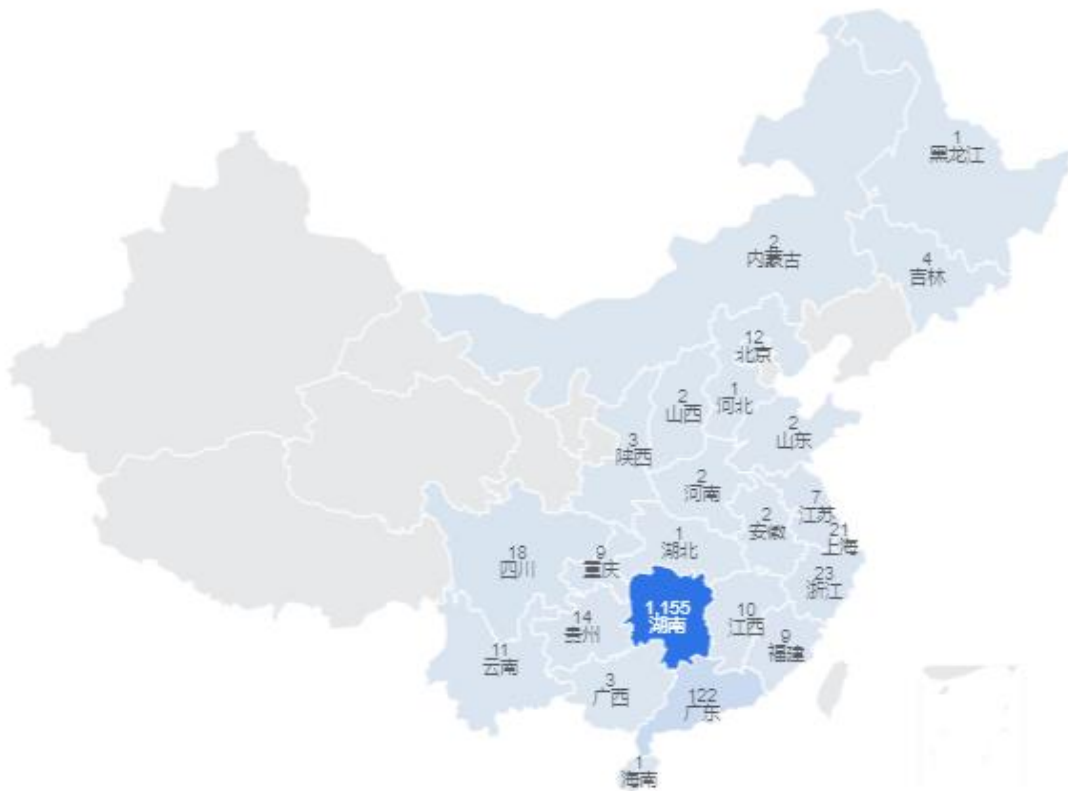 1
黑龙江
2
内蒙古
4
吉林
12
北京
2
山西
1
河北
2
山东
3
陕西
2
河南
7
江苏
2
安徽
21
上海
1
湖北
18
四川
9
重庆
23
浙江
1,155
湖南
14
贵州
10
江西
9
福建
11
云南
3
广西
122
广东
1
海南